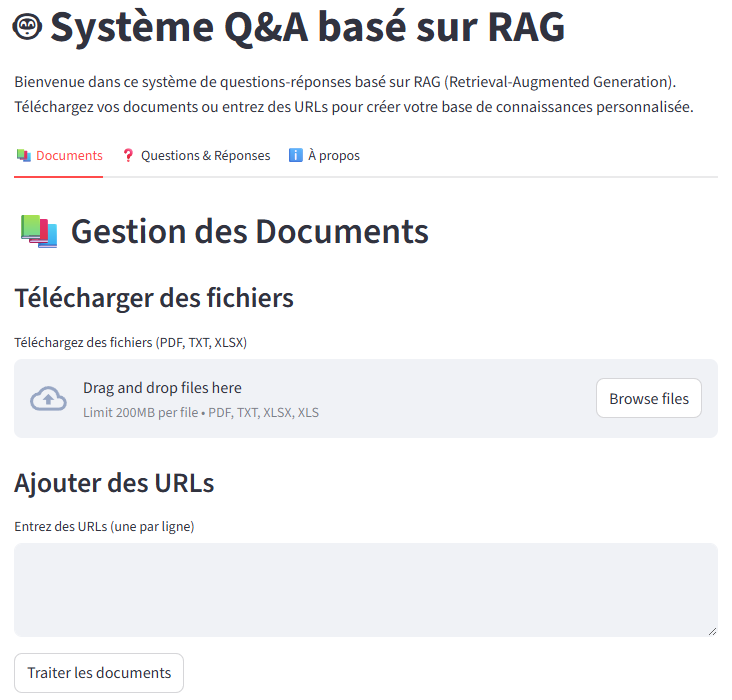 Système Q&A basé sur RAG
Bienvenue dans ce système de questions-réponses basé sur RAG (Retrieval-Augmented Generation).
Téléchargez vos documents ou entrez des URLs pour créer votre base de connaissances personnalisée.
Documents
Questions & Réponses
À propos
Gestion des Documents
Télécharger des fichiers
Téléchargez des fichiers (PDF, TXT, XLSX)
Drag and drop files here
Limit 200MB per file • PDF, TXT, XLSX, XLS
Browse files
Ajouter des URLs
Entrez des URLs (une par ligne)
Traiter les documents